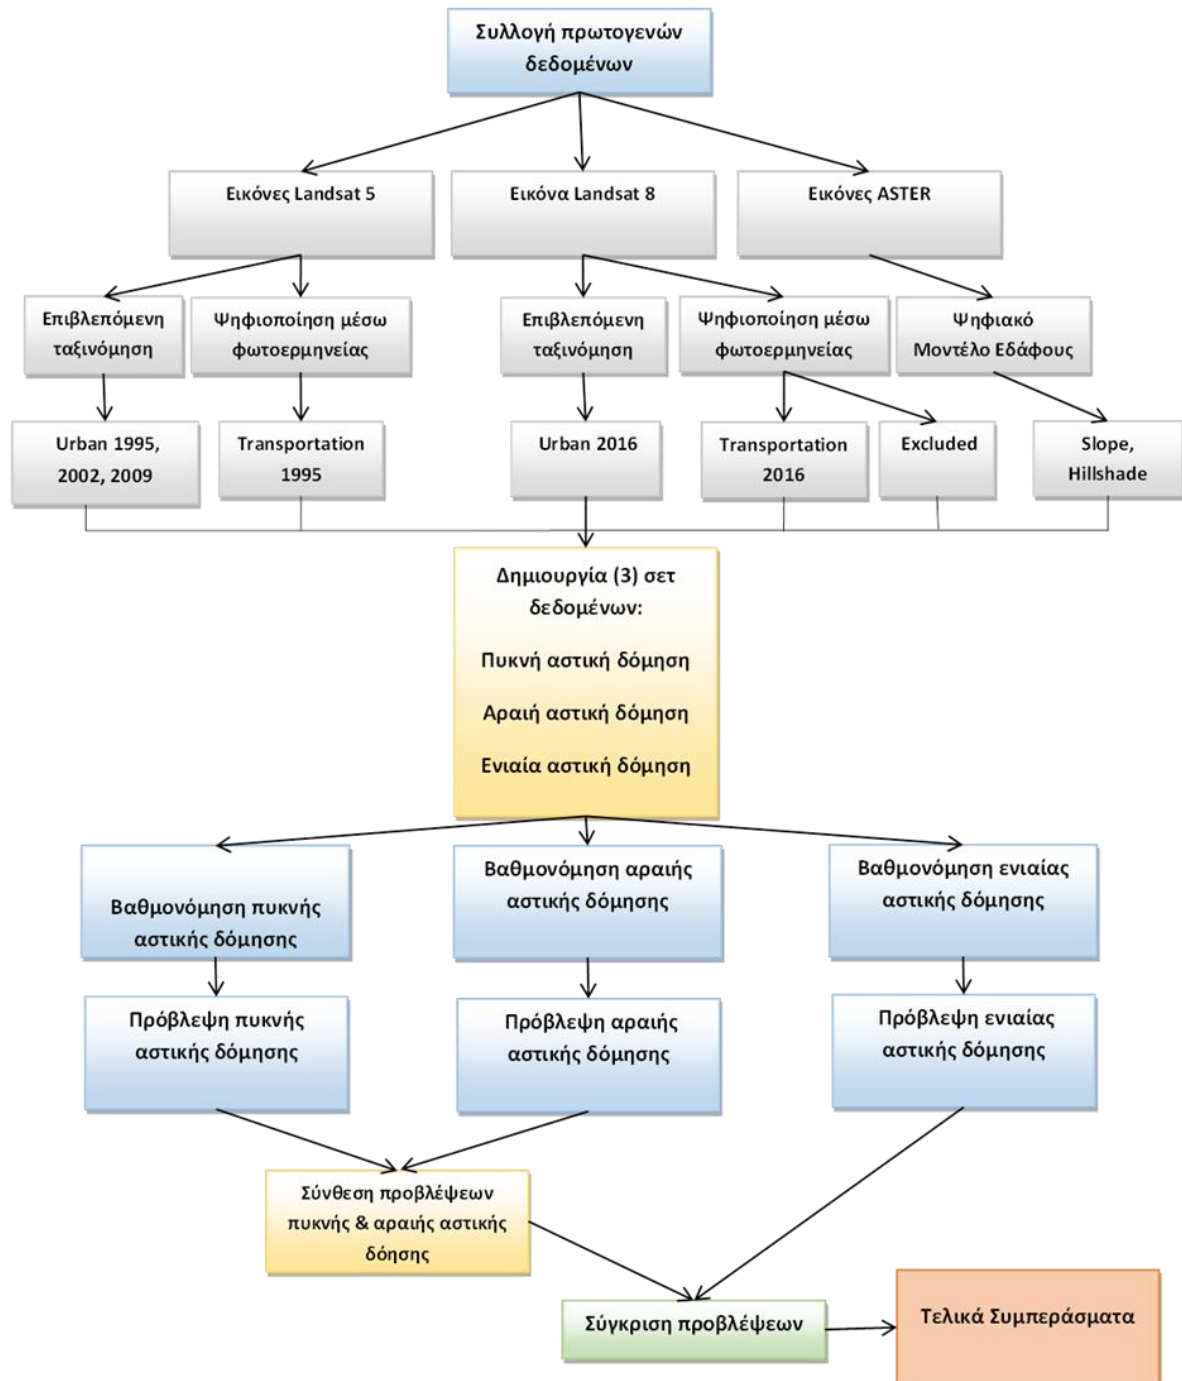 Συλλογή πρωτογενών
δεδομένων
Εικόνες Landsat 5
Εικόνα Landsat 8
Εικόνες ASTER
Επιβλεπόμενη
ταξινόμηση
Ψηφιοποίηση μέσω
φωτοερμηνείας
Επιβλεπόμενη
ταξινόμηση
Ψηφιοποίηση μέσω
φωτοερμηνείας
Ψηφιακό
Μοντέλο Εδάφους
Urban 1995,
2002, 2009
Transportation
1995
Urban 2016
Transportation
2016
Excluded
Slope,
Hillshade
Δημιουργία (3) σετ
δεδομένων:
Πυκνή αστική δόμηση
Αραιή αστική δόμηση
Ενιαία αστική δόμηση
Βαθμονόμηση πυκνής
αστικής δόμησης
Βαθμονόμηση αραιής
αστικής δόμησης
Βαθμονόμηση ενιαίας
αστικής δόμησης
Πρόβλεψη πυκνής
αστικής δόμησης
Πρόβλεψη αραιής
αστικής δόμησης
Πρόβλεψη ενιαίας
αστικής δόμησης
Σύνθεση προβλέψεων
πυκνής & αραιής αστικής
δόησης
Σύγκριση προβλέψεων
Τελικά Συμπεράσματα